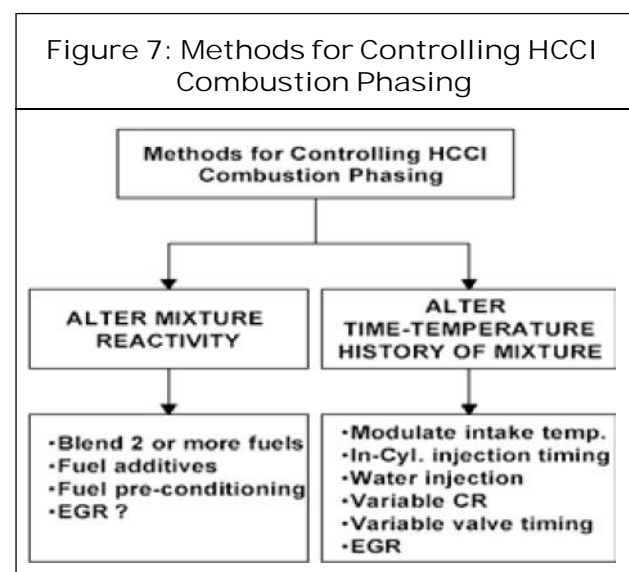 Figure 7: Methods for Controlling HCCI
Combustion Phasing
Methods for Controlling HCCI
Combustion Phasing
ALTER MIXTURE
REACTIVITY
ALTER
TIME-TEMPERATURE
HISTORY OF MIXTURE
•Blend 2 or more fuels
•Fuel additives
•Fuel pre-conditioning
•EGR ?
•Modulate intake temp.
•In-Cyl. injection timing
•Water injection
•Variable CR
•Variable valve timing
•EGR